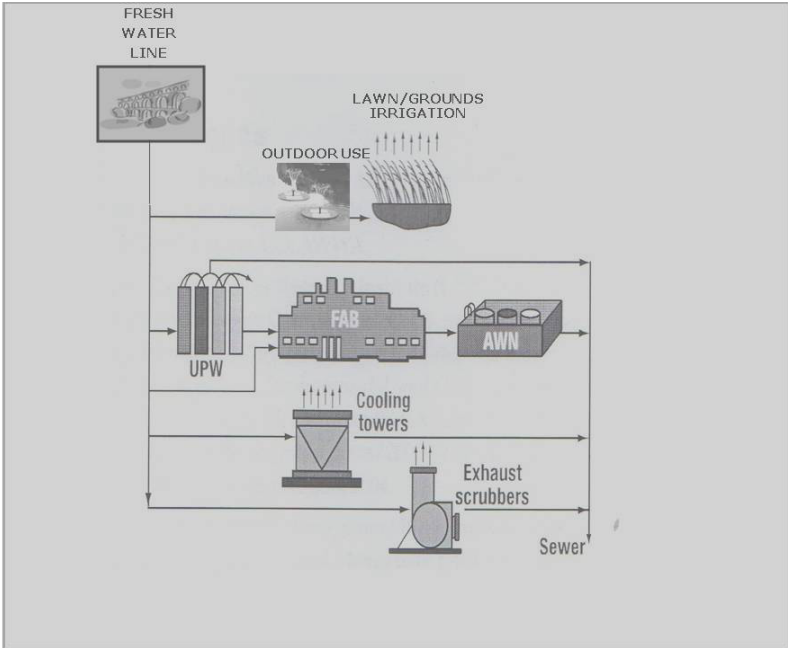 FRESH
WATER
LINE
LAWN/GROUNDS
IRRIGATION
OUTDOOR USE
FAB
AWN
UPW
Cooling
towers
Exhaust
scrubbers
Sewer